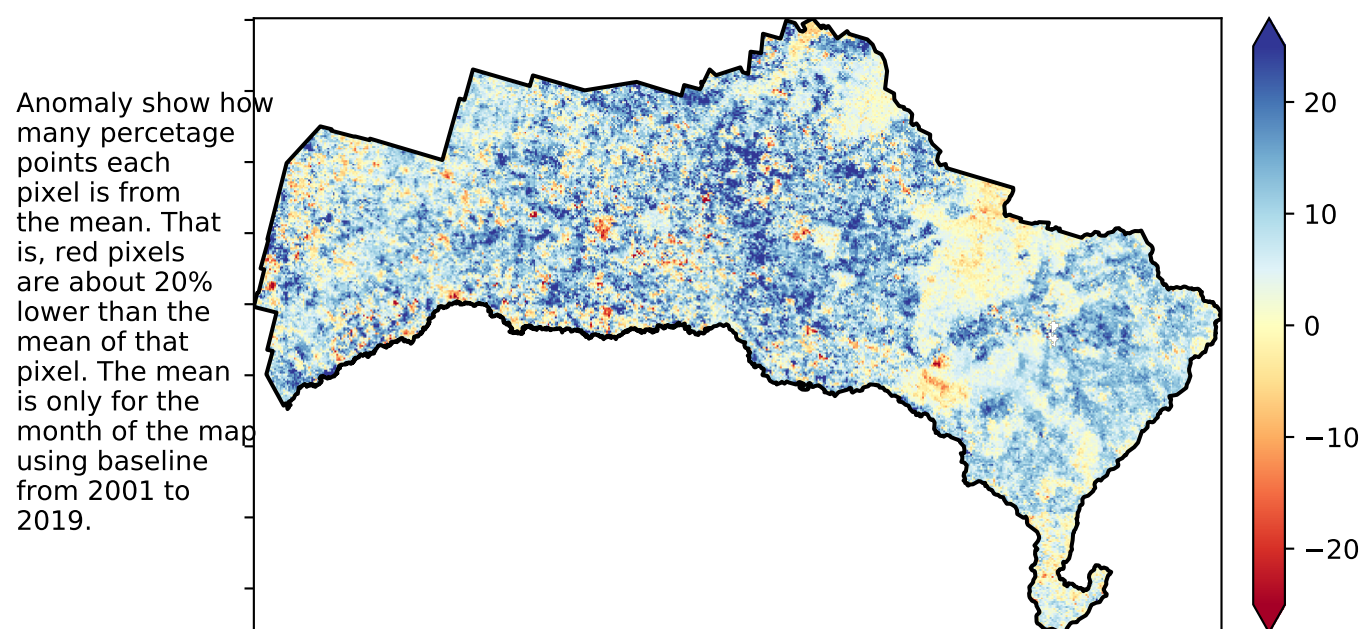 Anomaly show how
many percetage
points each
pixel is from
the mean. That
is, red pixels
are about 20%
lower than the
mean of that
pixel. The mean
is only for the
month of the map
using baseline
from 2001 to
2019.
20
10
0
−10
−20